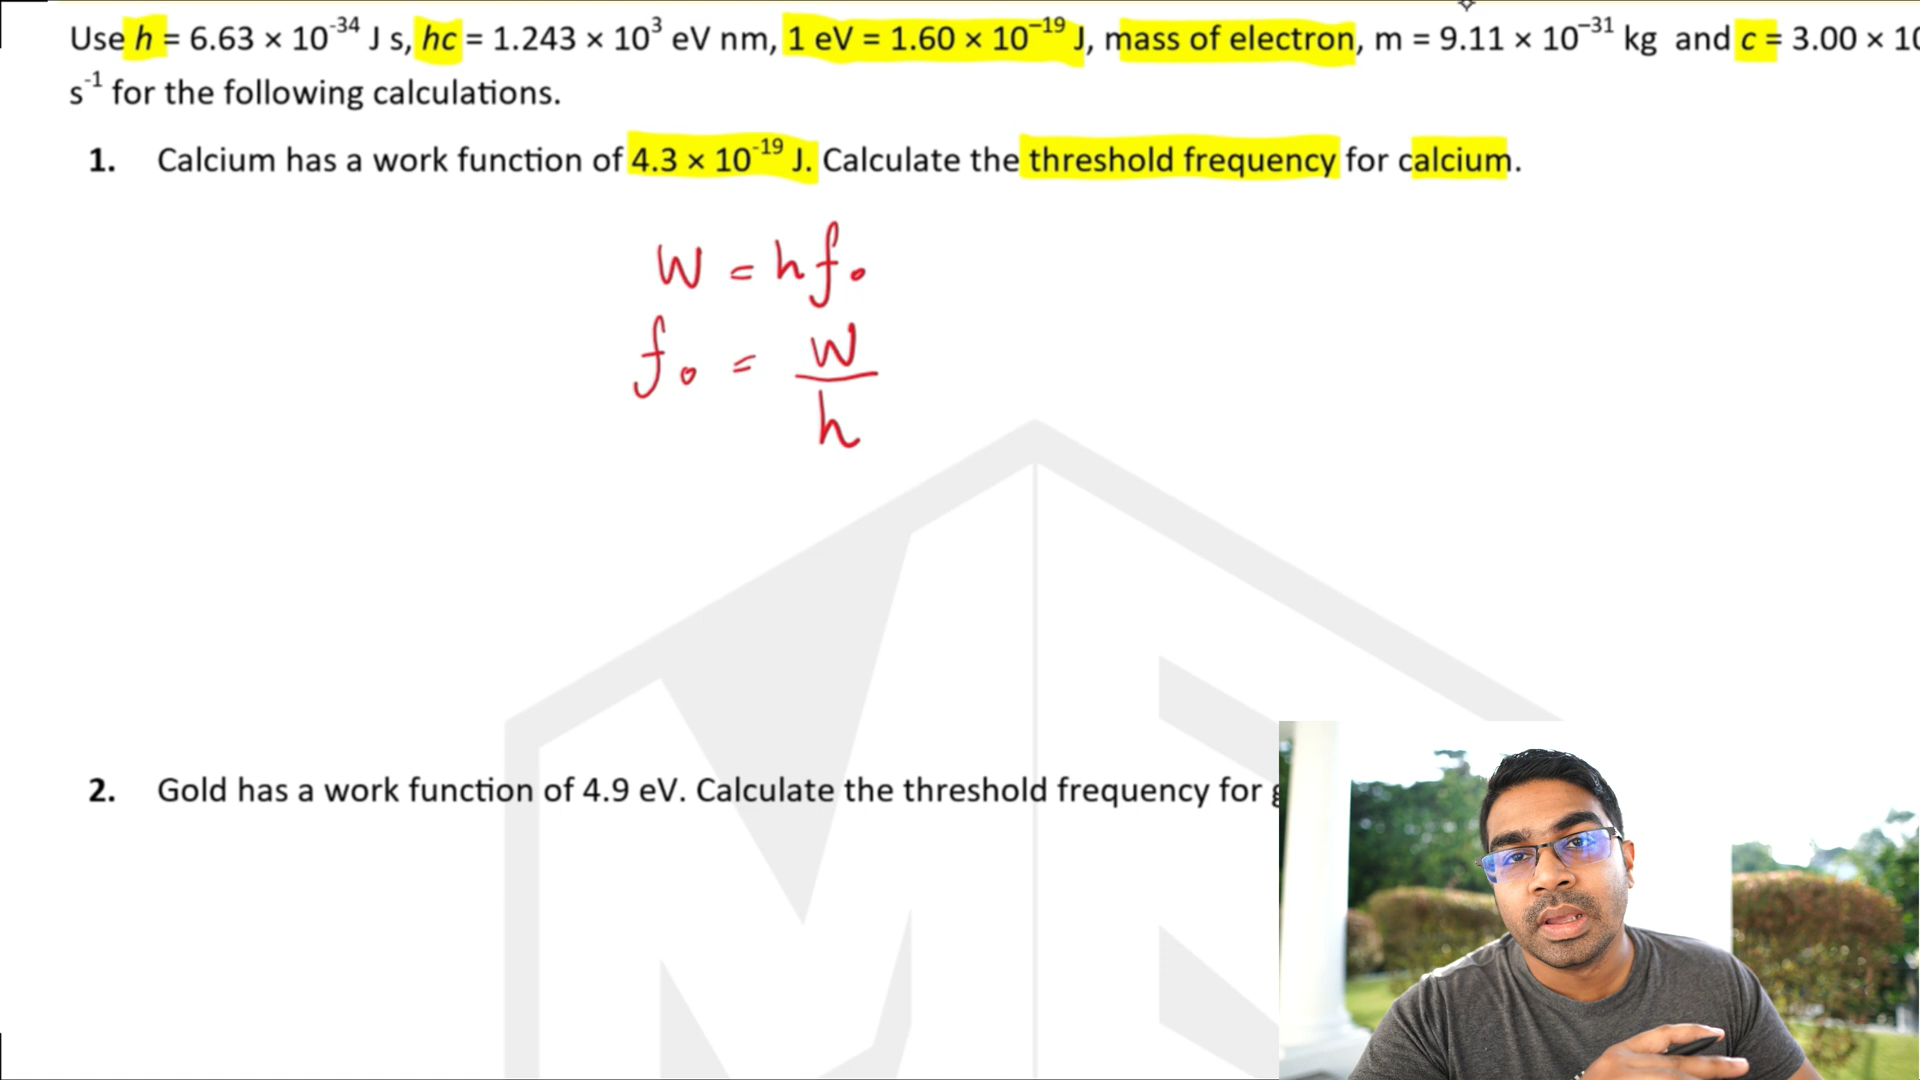 Use h = 6.63 × 10⁻³⁴ J s, hc = 1.243 × 10³ eV nm, 1 eV = 1.60 × 10⁻¹⁹ J, mass of electron, m = 9.11 × 10⁻³¹ kg and c = 3.00 × 10
s⁻¹ for the following calculations.
1. Calcium has a work function of 4.3 × 10⁻¹⁹ J. Calculate the threshold frequency for calcium.
W = hf₀
f₀ = W/h
2. Gold has a work function of 4.9 eV. Calculate the threshold frequency for